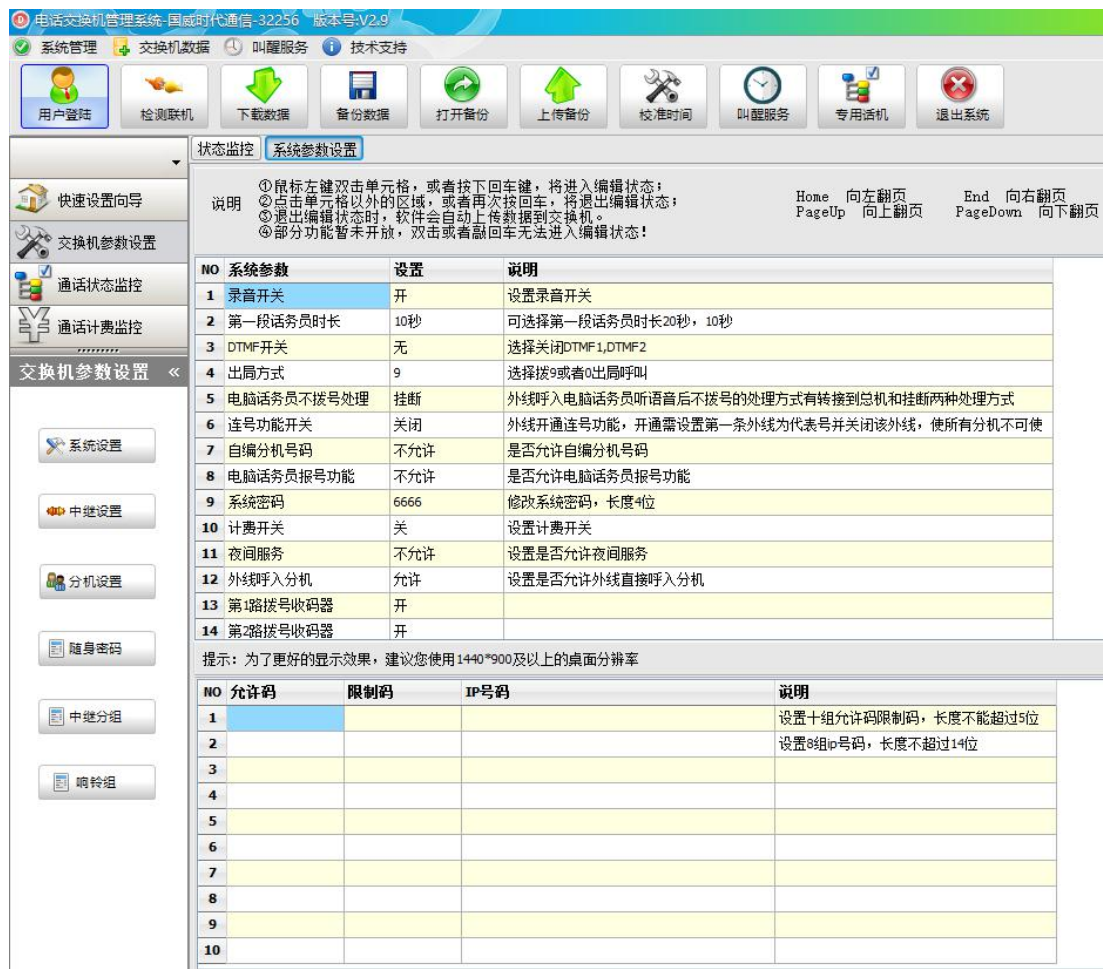 电话交换机管理系统-国威时代通信-32256 版本号:V2.9
系统管理 交换机数据 叫醒服务 技术支持
用户登陆 检测联机 下载数据 备份数据 打开备份 上传备份 校准时间 叫醒服务 专用话机 退出系统
状态监控 系统参数设置
快速设置向导
交换机参数设置
通话状态监控
通话计费监控
交换机参数设置 «
系统设置
中继设置
分机设置
随身密码
中继分组
响铃组
说明
①鼠标左键双击单元格，或者按下回车键，将进入编辑状态；
②点击单元格以外的区域，或者再次按回车，将退出编辑状态；
③退出编辑状态时，软件会自动上传数据到交换机。
④部分功能暂未开放，双击或者敲回车无法进入编辑状态！
Home 向左翻页 End 向右翻页
PageUp 向上翻页 PageDown 向下翻页
NO 系统参数 设置 说明
1 录音开关 开 设置录音开关
2 第一段话务员时长 10秒 可选择第一段话务员时长20秒，10秒
3 DTMF开关 无 选择关闭DTMF1,DTMF2
4 出局方式 9 选择拨9或者0出局呼叫
5 电脑话务员不拨号处理 挂断 外线呼入电脑话务员听语音后不拨号的处理方式有转接到总机和挂断两种处理方式
6 连号功能开关 关闭 外线开通连号功能，开通需设置第一条外线为代表号并关闭该外线，使所有分机不可使
7 自编分机号码 不允许 是否允许自编分机号码
8 电脑话务员报号功能 不允许 是否允许电脑话务员报号功能
9 系统密码 6666 修改系统密码，长度4位
10 计费开关 关 设置计费开关
11 夜间服务 不允许 设置是否允许夜间服务
12 外线呼入分机 允许 设置是否允许外线直接呼入分机
13 第1路拨号收码器 开
14 第2路拨号收码器 开
提示：为了更好的显示效果，建议您使用1440*900及以上的桌面分辨率
NO 允许码 限制码 IP号码 说明
1 设置十组允许码限制码，长度不能超过5位
2 设置8组ip号码，长度不超过14位
3
4
5
6
7
8
9
10